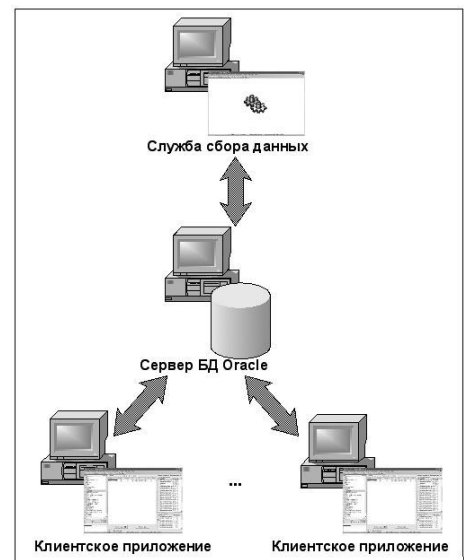 Служба сбора данных
Сервер БД Oracle
...
Клиентское приложение
Клиентское приложение